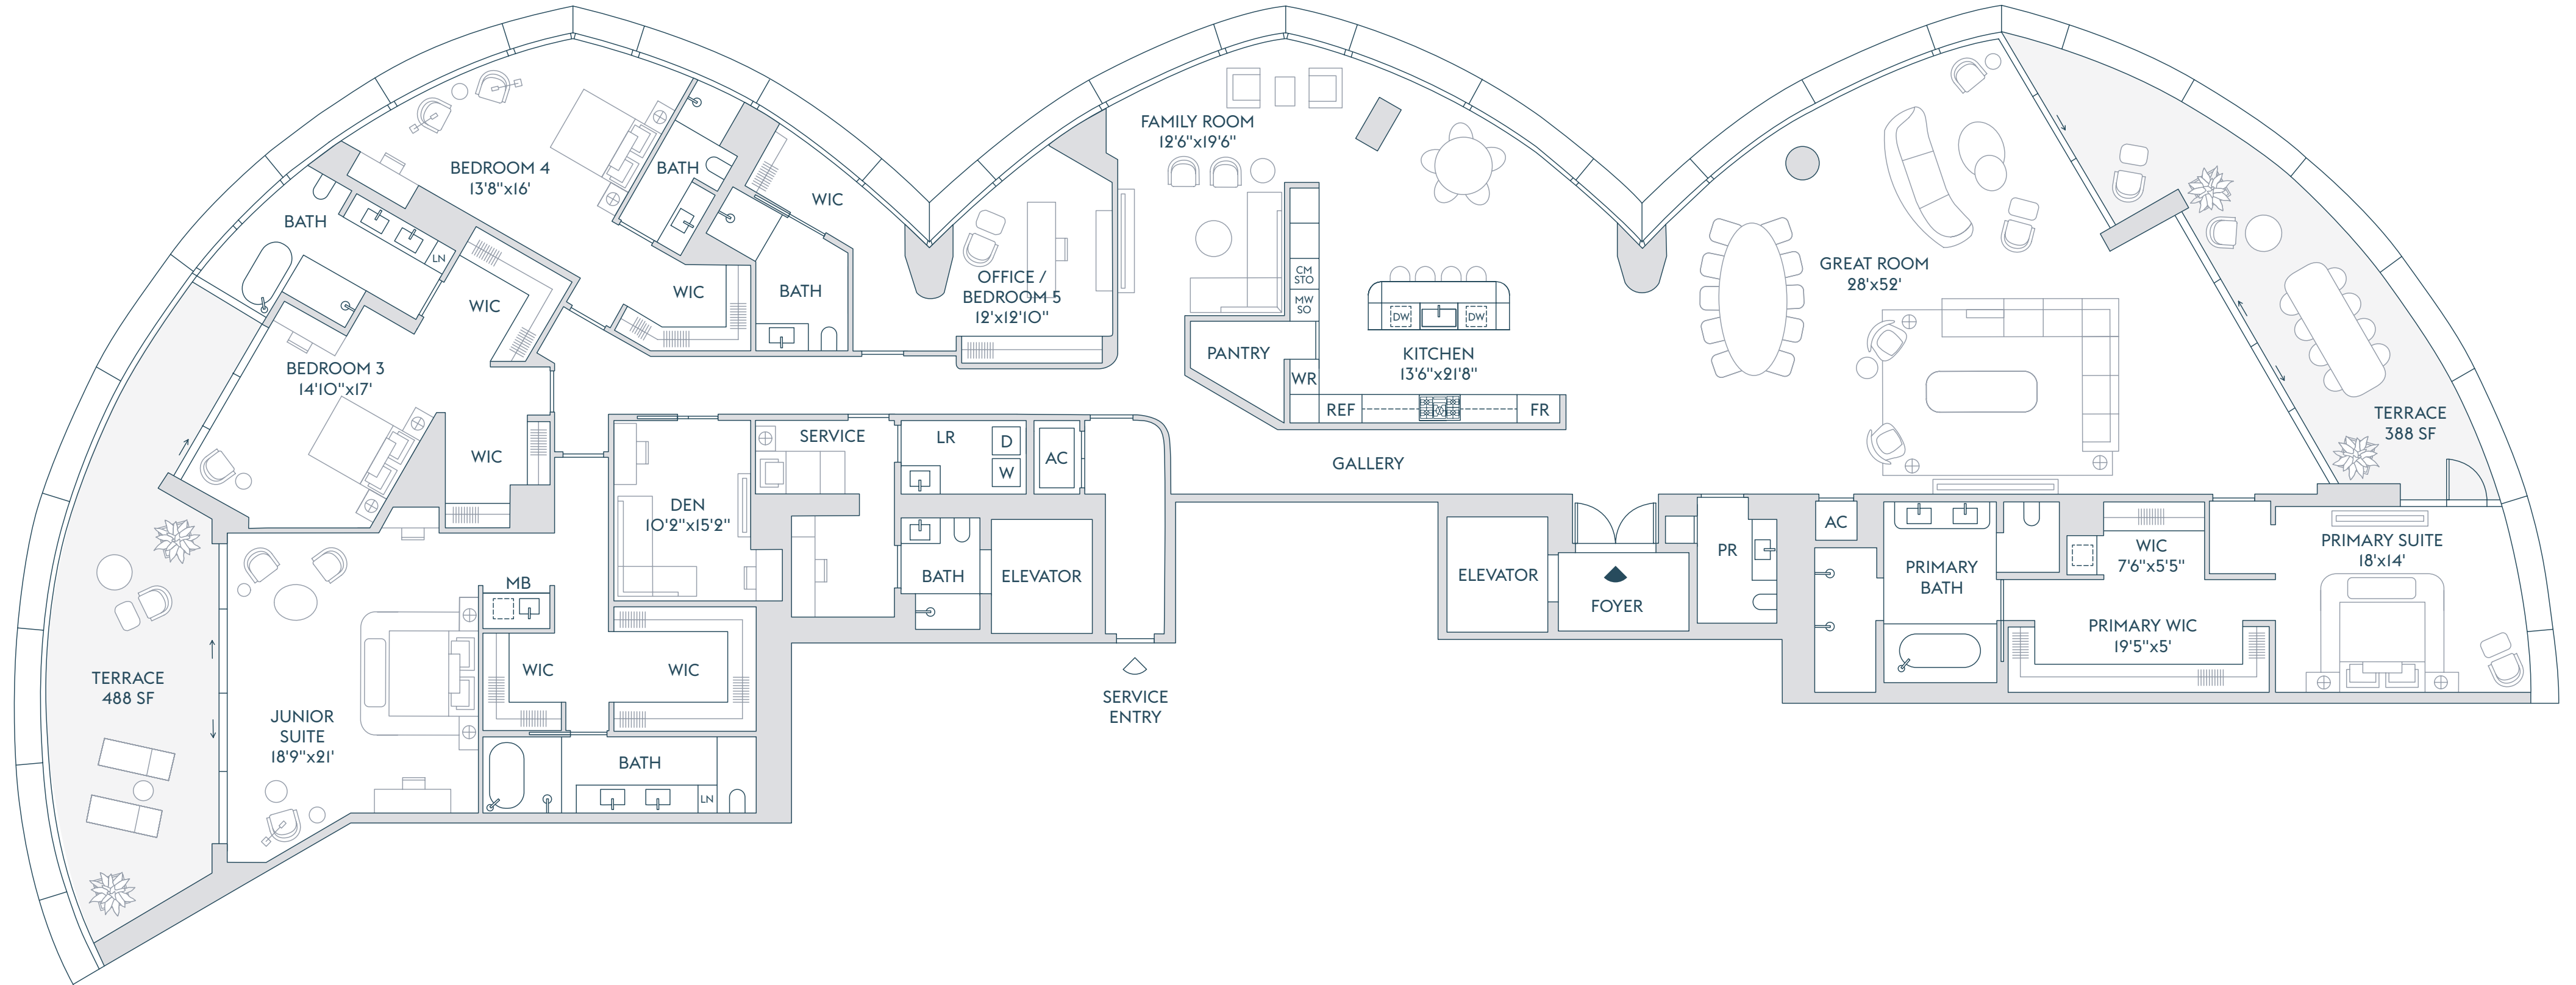 BEDROOM 4
13'8"x16'
BATH
WIC
BATH
LN
WIC
WIC
BATH
BEDROOM 3
14'10"x17'
WIC
OFFICE /
BEDROOM 5
12'x12'10"
FAMILY ROOM
12'6"x19'6"
CM
STO
MW
SO
PANTRY
WR
DW
DW
KITCHEN
13'6"x21'8"
REF
FR
GALLERY
GREAT ROOM
28'x52'
TERRACE
388 SF
DEN
10'2"x15'2"
SERVICE
LR
D
W
AC
BATH
ELEVATOR
SERVICE
ENTRY
ELEVATOR
FOYER
PR
AC
PRIMARY
BATH
WIC
7'6"x5'5"
PRIMARY WIC
19'5"x5'
PRIMARY SUITE
18'x14'
TERRACE
488 SF
JUNIOR
SUITE
18'9"x21'
MB
WIC
WIC
BATH
LN